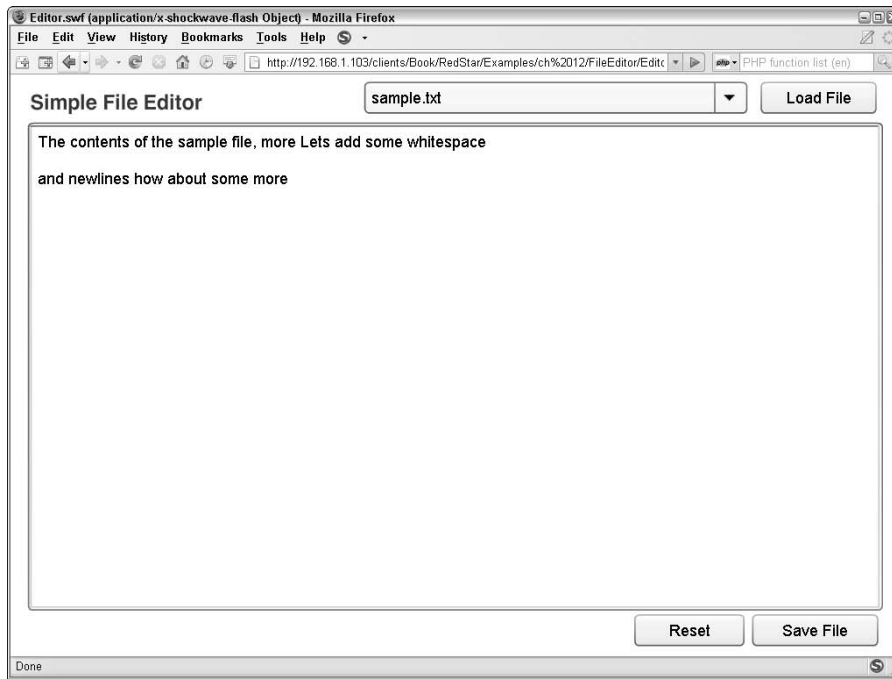 Editor.swf (application/x-shockwave-flash Object) - Mozilla Firefox
File Edit View History Bookmarks Tools Help
http://192.168.1.103/clients/Book/RedStar/Examples/ch%2012/FileEditor/Editc
php
PHP function list (en)
Simple File Editor
sample.txt
Load File
The contents of the sample file, more Lets add some whitespace
and newlines how about some more
Reset
Save File
Done